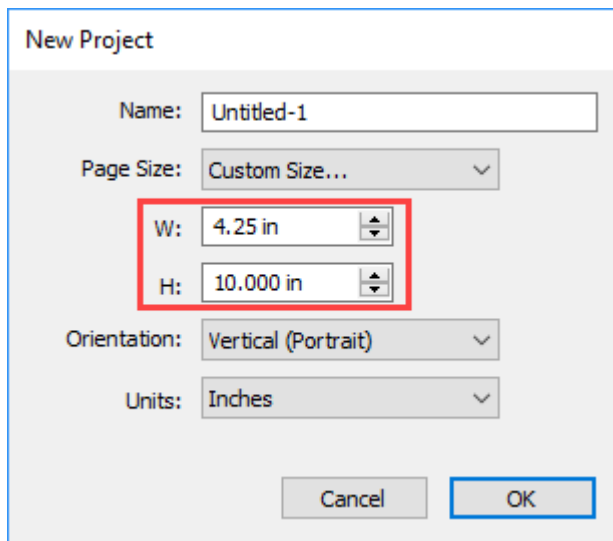 New Project
Name: Untitled-1
Page Size: Custom Size...
W: 4.25 in
H: 10.000 in
Orientation: Vertical (Portrait)
Units: Inches
Cancel OK